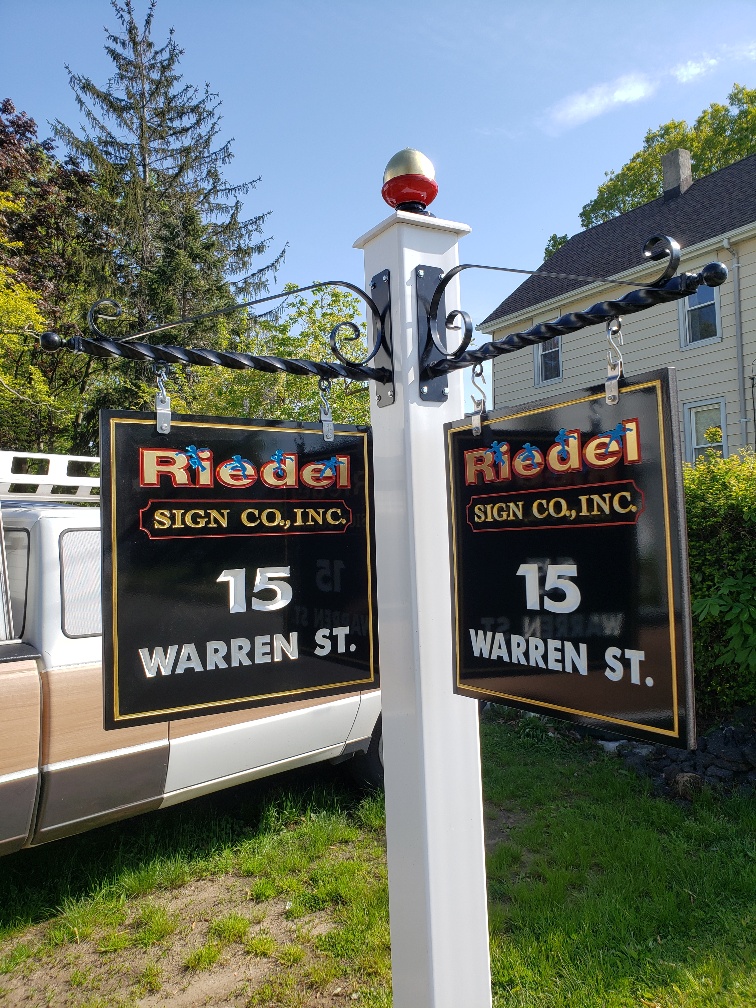 Riedel
SIGN CO., INC.
15
WARREN ST.
Riedel
SIGN CO., INC.
15
WARREN ST.